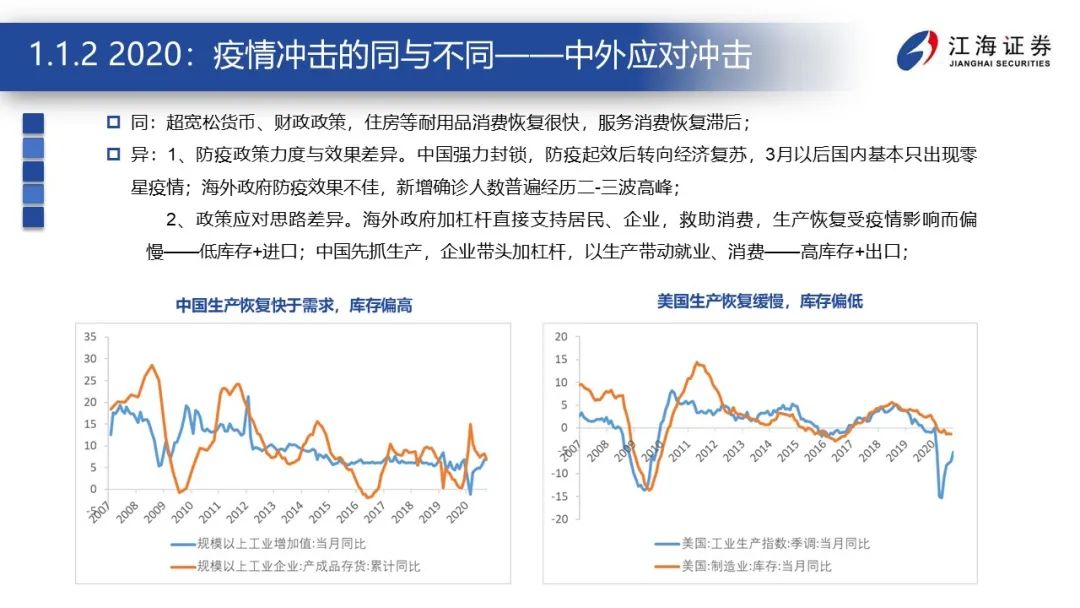 1.1.2 2020：疫情冲击的同与不同——中外应对冲击
江海证券
JIANGHAI SECURITIES
同：超宽松货币、财政政策，住房等耐用品消费恢复很快，服务消费恢复滞后；
异：1、防疫政策力度与效果差异。中国强力封锁，防疫起效后转向经济复苏，3月以后国内基本只出现零
星疫情；海外政府防疫效果不佳，新增确诊人数普遍经历二-三波高峰；
2、政策应对思路差异。海外政府加杠杆直接支持居民、企业，救助消费，生产恢复受疫情影响而偏
慢——低库存+进口；中国先抓生产，企业带头加杠杆，以生产带动就业、消费——高库存+出口；
中国生产恢复快于需求，库存偏高
35
30
25
20
15
10
5
0
-5
2007 2008 2009 2010 2011 2012 2013 2014 2015 2016 2017 2018 2019 2020
规模以上工业增加值:当月同比
规模以上工业企业:产成品存货:累计同比
美国生产恢复缓慢，库存偏低
20
15
10
5
0
-5
-10
-15
-20
2007 2008 2009 2010 2011 2012 2013 2014 2015 2016 2017 2018 2019 2020
美国:工业生产指数:季调:当月同比
美国:制造业:库存:当月同比